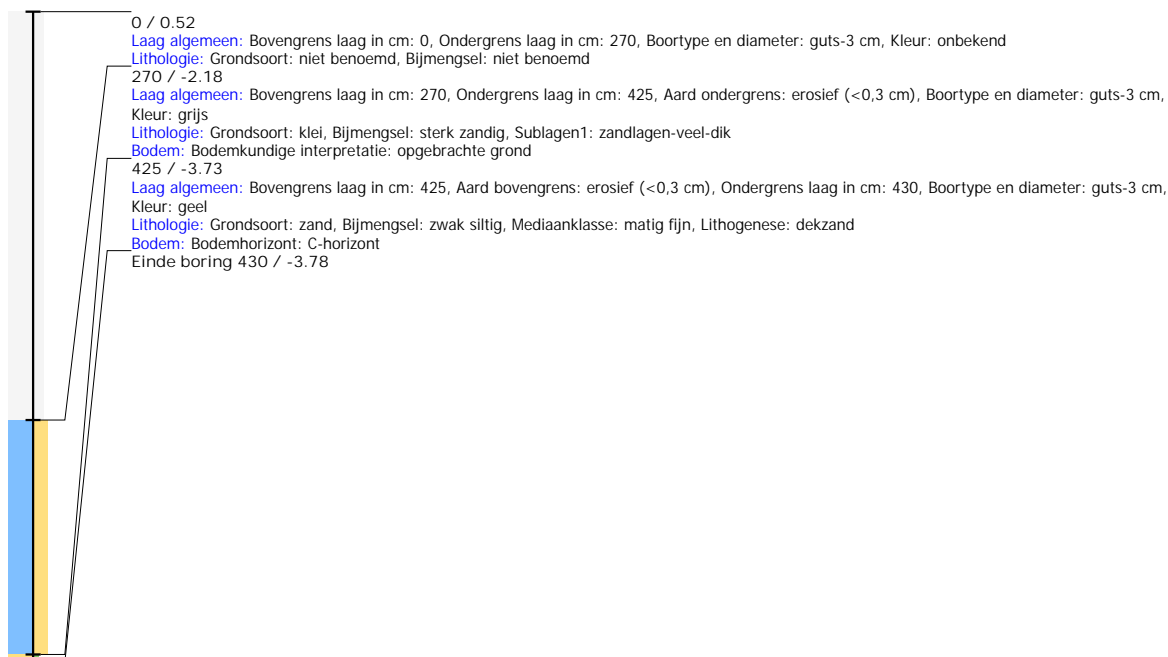 0 / 0.52
Laag algemeen: Bovengrens laag in cm: 0, Ondergrens laag in cm: 270, Boortype en diameter: guts-3 cm, Kleur: onbekend
Lithologie: Grondsoort: niet benoemd, Bijmengsel: niet benoemd
270 / -2.18
Laag algemeen: Bovengrens laag in cm: 270, Ondergrens laag in cm: 425, Aard ondergrens: erosief (<0,3 cm), Boortype en diameter: guts-3 cm,
Kleur: grijs
Lithologie: Grondsoort: klei, Bijmengsel: sterk zandig, Sublagen1: zandlagen-veel-dik
Bodem: Bodemkundige interpretatie: opgebrachte grond
425 / -3.73
Laag algemeen: Bovengrens laag in cm: 425, Aard bovengrens: erosief (<0,3 cm), Ondergrens laag in cm: 430, Boortype en diameter: guts-3 cm,
Kleur: geel
Lithologie: Grondsoort: zand, Bijmengsel: zwak siltig, Mediaanklasse: matig fijn, Lithogenese: dekzand
Bodem: Bodemhorizont: C-horizont
Einde boring 430 / -3.78